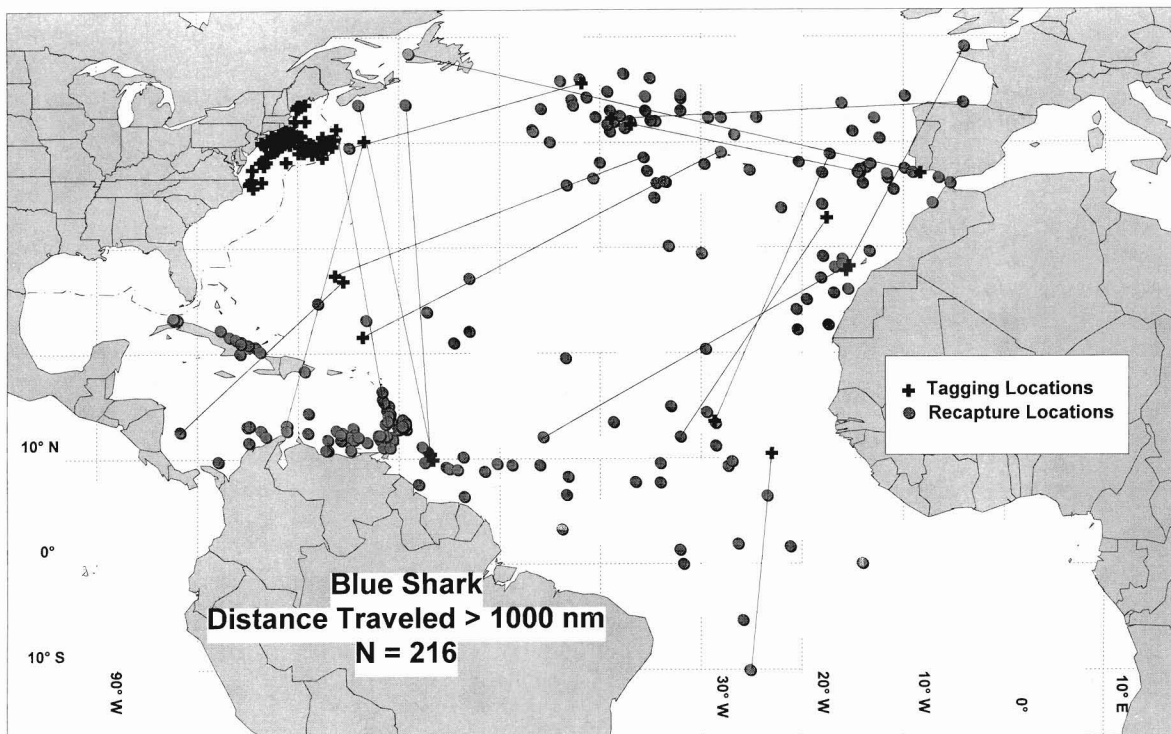 Tagging Locations
Recapture Locations
10° N
0°
10° S
Blue Shark
Distance Traveled > 1000 nm
N = 216
90° W
30° W
20° W
0°
10° E